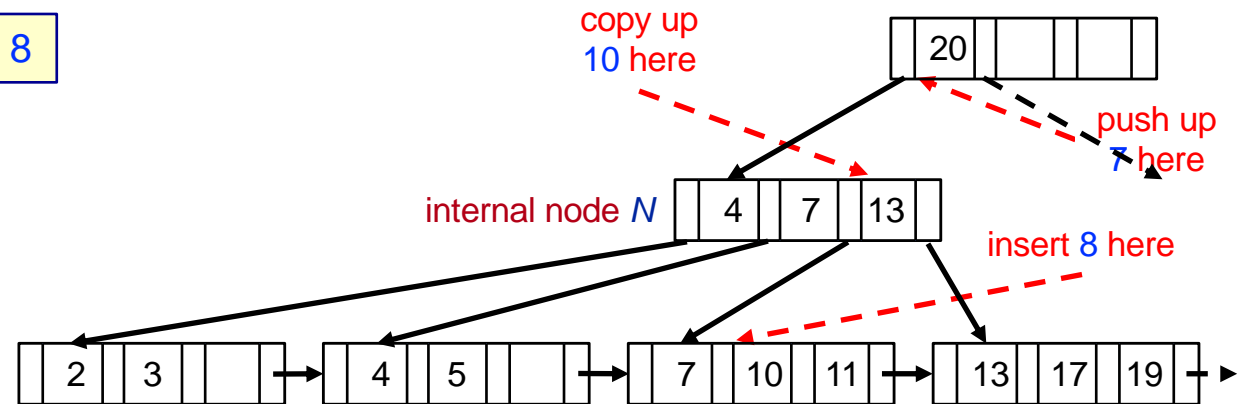 8
copy up
10 here
20
push up
7 here
internal node N
4 7 13
insert 8 here
2 3
4 5
7 10 11
13 17 19